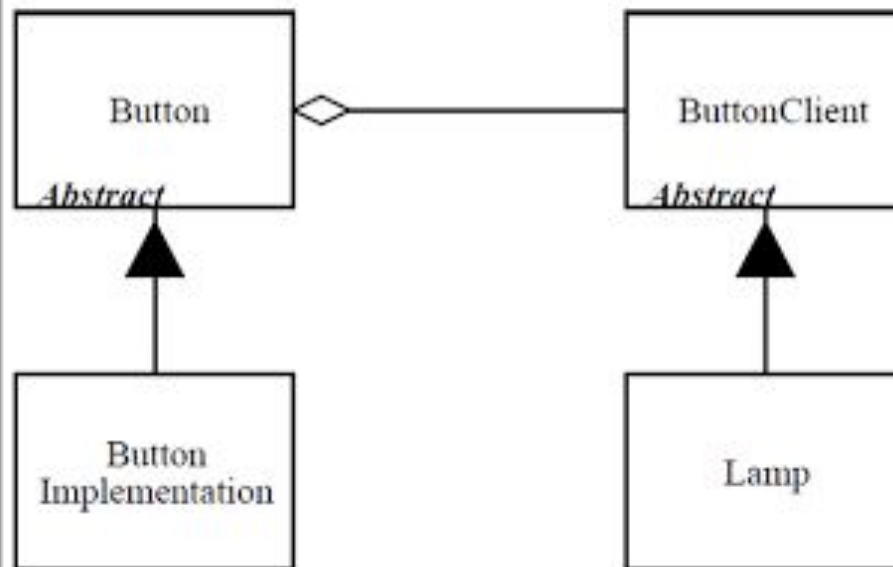 Button
ButtonClient
Abstract
Abstract
Button
Implementation
Lamp